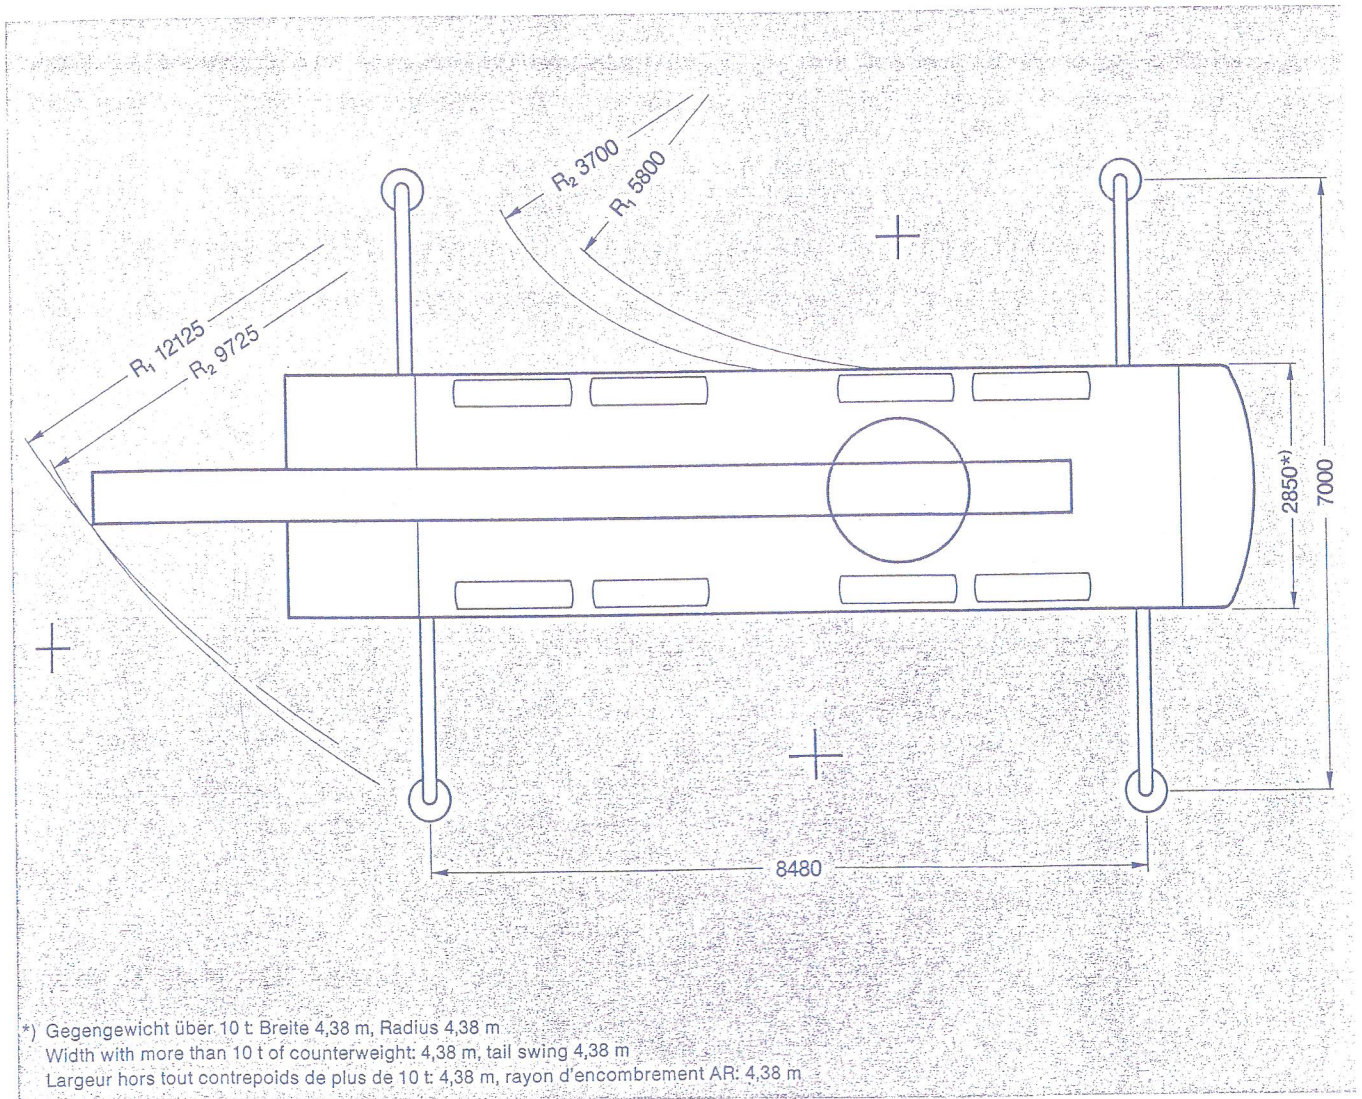 R₂ 3700
R₁ 5800
R₁ 12125
R₂ 9725
2850*)
7000
8480
*) Gegengewicht über 10 t: Breite 4,38 m, Radius 4,38 m
Width with more than 10 t of counterweight: 4,38 m, tail swing 4,38 m
Largeur hors tout contrepoids de plus de 10 t: 4,38 m, rayon d'encombrement AR: 4,38 m